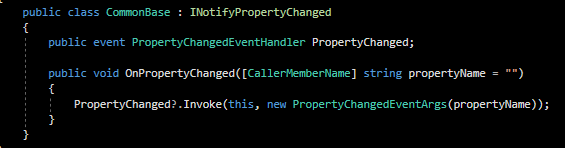 public class CommonBase : INotifyPropertyChanged
{
public event PropertyChangedEventHandler PropertyChanged;
public void OnPropertyChanged([CallerMemberName] string propertyName = "")
{
PropertyChanged?.Invoke(this, new PropertyChangedEventArgs(propertyName));
}
}